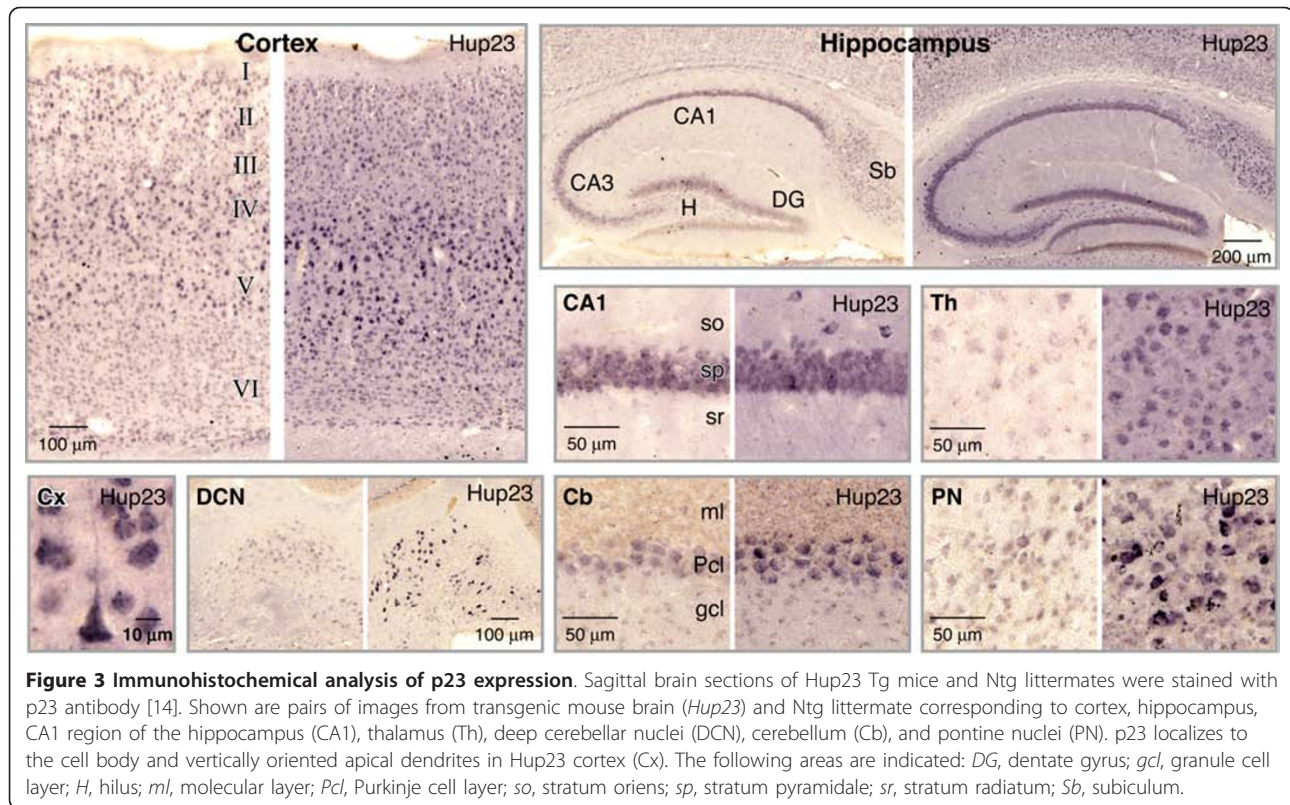 Cortex
Hup23
I
II
III
IV
V
VI
100 µm
Hippocampus
Hup23
CA1
CA3
H
DG
Sb
200 µm
CA1
Hup23
so
sp
sr
50 µm
Th
Hup23
50 µm
Cx
Hup23
10 µm
DCN
Hup23
100 µm
Cb
Hup23
ml
Pcl
gcl
50 µm
PN
Hup23
50 µm
Figure 3 Immunohistochemical analysis of p23 expression. Sagittal brain sections of Hup23 Tg mice and Ntg littermates were stained with
p23 antibody [14]. Shown are pairs of images from transgenic mouse brain (Hup23) and Ntg littermate corresponding to cortex, hippocampus,
CA1 region of the hippocampus (CA1), thalamus (Th), deep cerebellar nuclei (DCN), cerebellum (Cb), and pontine nuclei (PN). p23 localizes to
the cell body and vertically oriented apical dendrites in Hup23 cortex (Cx). The following areas are indicated: DG, dentate gyrus; gcl, granule cell
layer; H, hilus; ml, molecular layer; Pcl, Purkinje cell layer; so, stratum oriens; sp, stratum pyramidale; sr, stratum radiatum; Sb, subiculum.